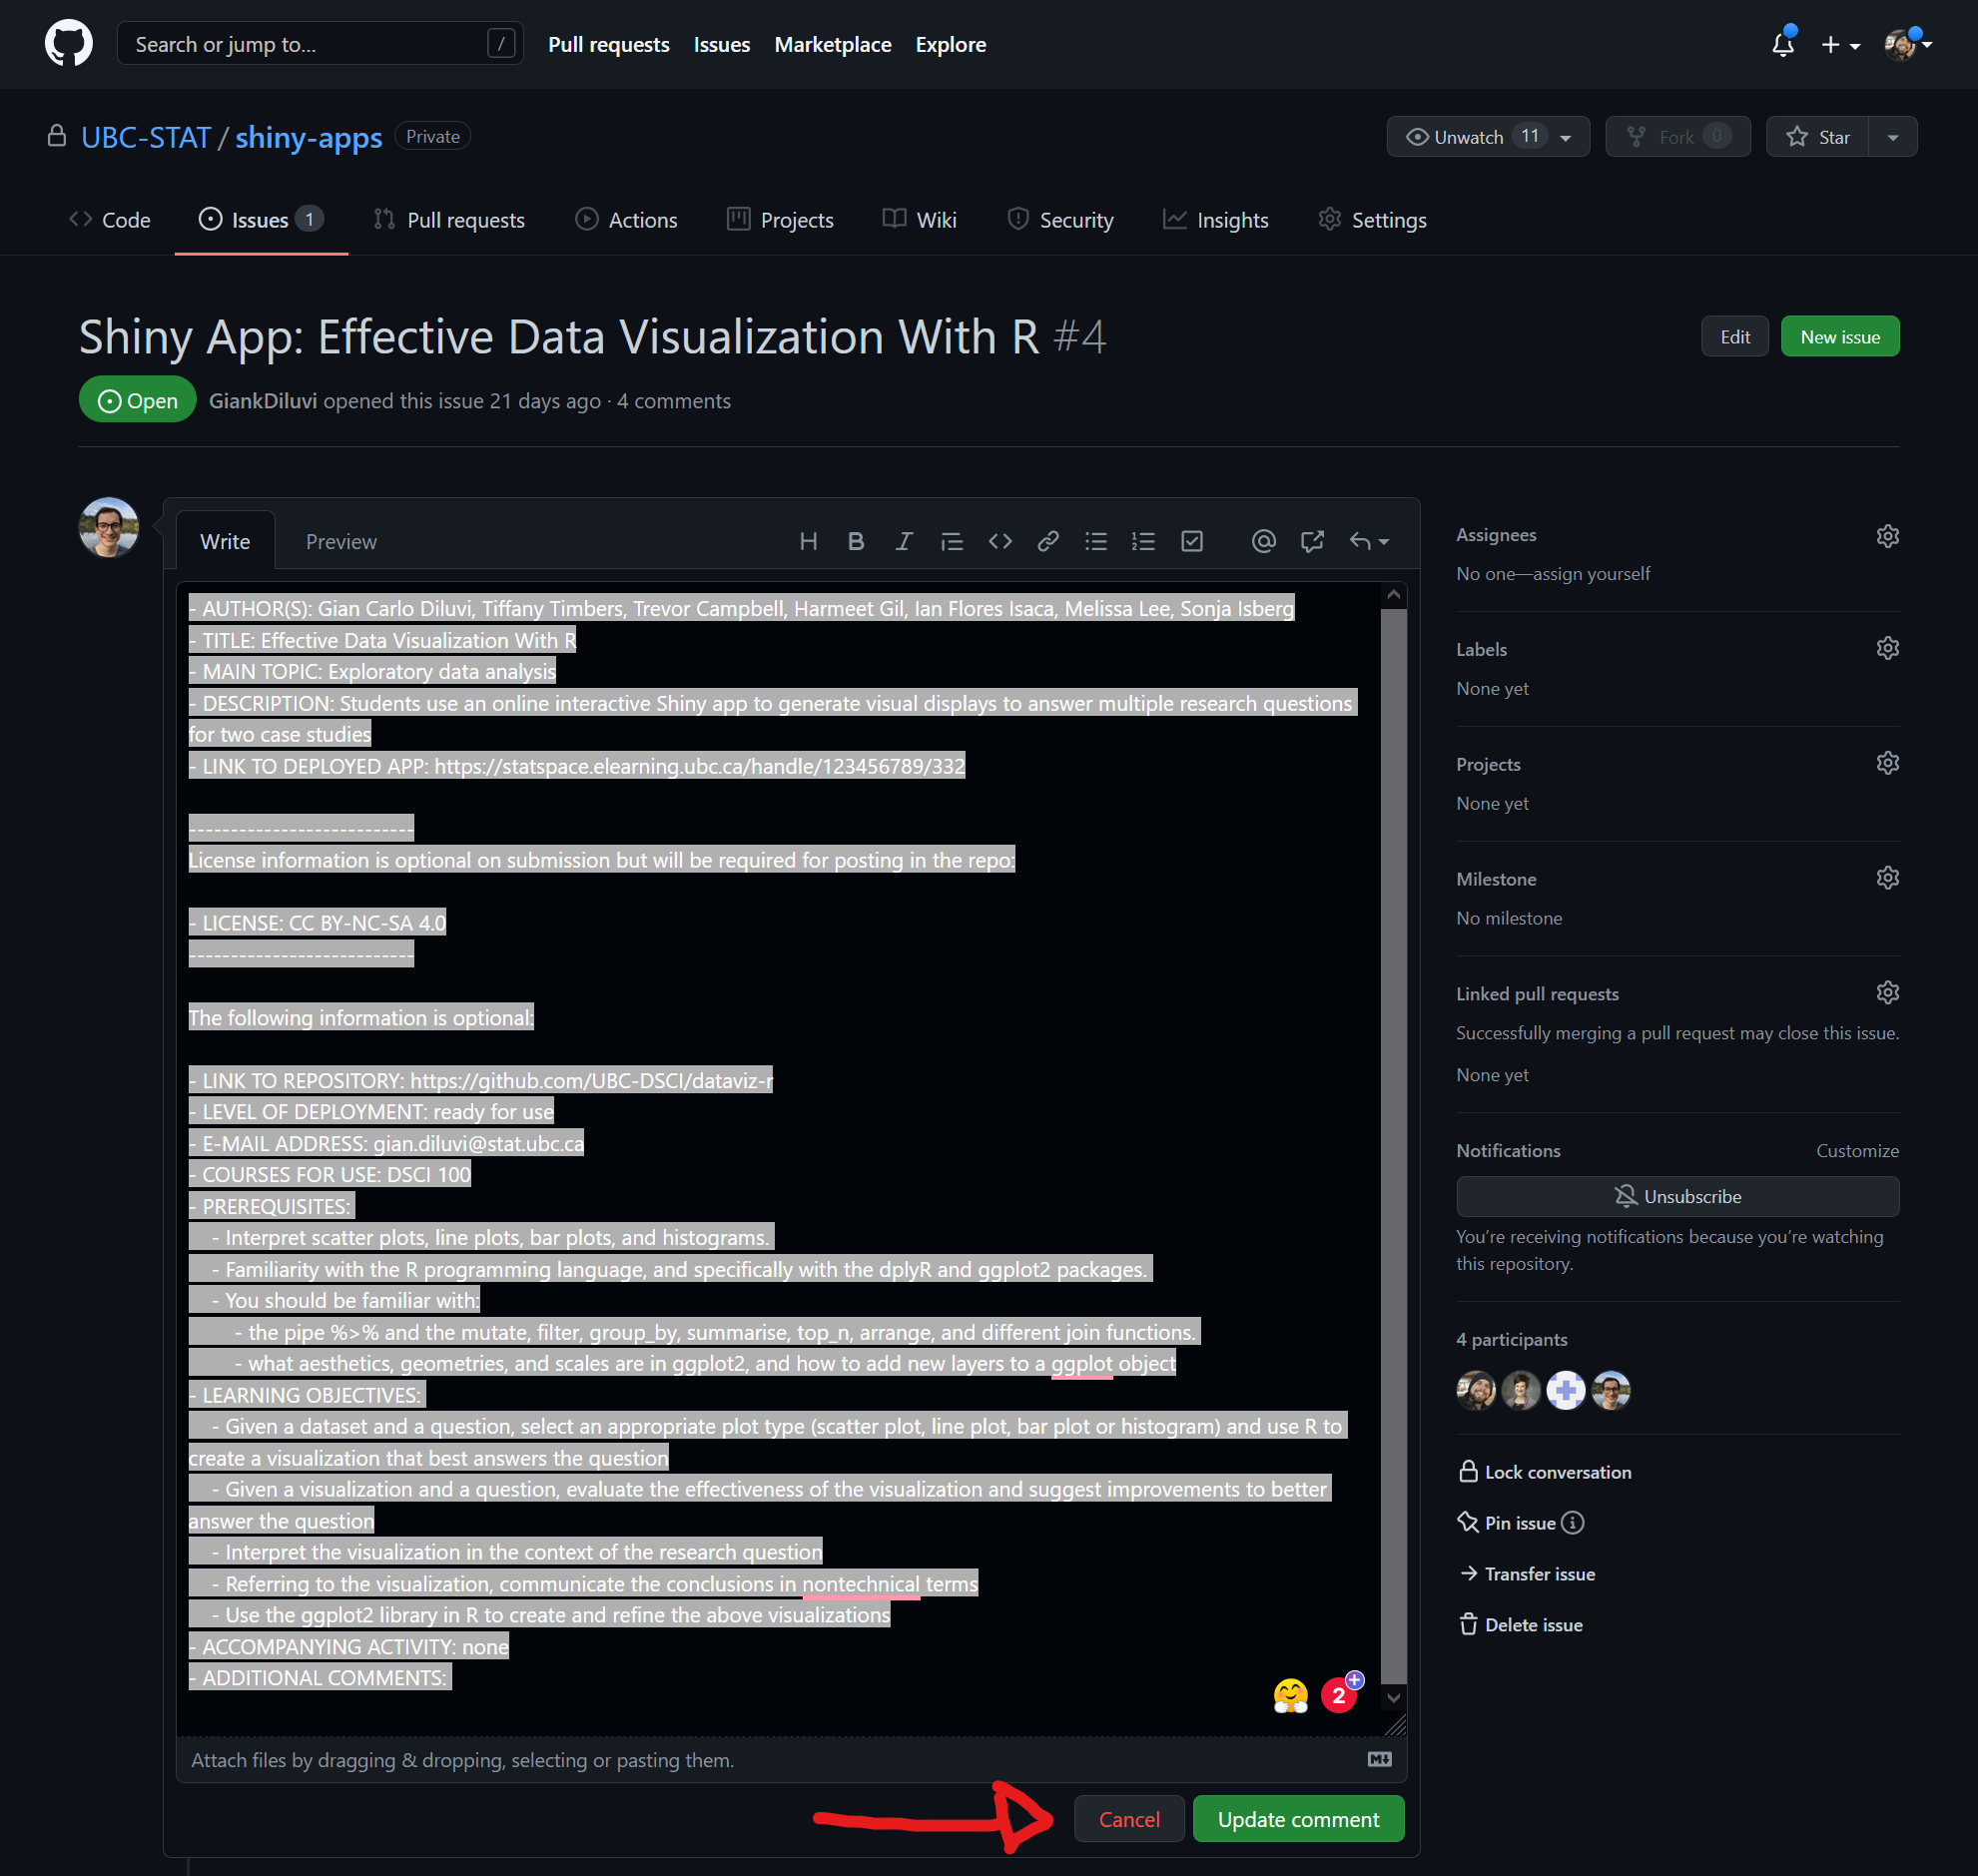 Search or jump to... /
Pull requests Issues Marketplace Explore
UBC-STAT / shiny-apps Private
Unwatch 11 Fork 0 Star
Code Issues 1 Pull requests Actions Projects Wiki Security Insights Settings
Shiny App: Effective Data Visualization With R #4
Edit New issue
Open GiankDiluvi opened this issue 21 days ago · 4 comments
Write Preview
- AUTHOR(S): Gian Carlo Diluvi, Tiffany Timbers, Trevor Campbell, Harmeet Gil, Ian Flores Isaca, Melissa Lee, Sonja Isberg
- TITLE: Effective Data Visualization With R
- MAIN TOPIC: Exploratory data analysis
- DESCRIPTION: Students use an online interactive Shiny app to generate visual displays to answer multiple research questions
for two case studies
- LINK TO DEPLOYED APP: https://statspace.elearning.ubc.ca/handle/123456789/332
---------------------------
License information is optional on submission but will be required for posting in the repo:
- LICENSE: CC BY-NC-SA 4.0
---------------------------
The following information is optional:
- LINK TO REPOSITORY: https://github.com/UBC-DSCI/dataviz-r
- LEVEL OF DEPLOYMENT: ready for use
- E-MAIL ADDRESS: gian.diluvi@stat.ubc.ca
- COURSES FOR USE: DSCI 100
- PREREQUISITES:
- Interpret scatter plots, line plots, bar plots, and histograms.
- Familiarity with the R programming language, and specifically with the dplyR and ggplot2 packages.
- You should be familiar with:
- the pipe %>% and the mutate, filter, group_by, summarise, top_n, arrange, and different join functions.
- what aesthetics, geometries, and scales are in ggplot2, and how to add new layers to a ggplot object
- LEARNING OBJECTIVES:
- Given a dataset and a question, select an appropriate plot type (scatter plot, line plot, bar plot or histogram) and use R to
create a visualization that best answers the question
- Given a visualization and a question, evaluate the effectiveness of the visualization and suggest improvements to better
answer the question
- Interpret the visualization in the context of the research question
- Referring to the visualization, communicate the conclusions in nontechnical terms
- Use the ggplot2 library in R to create and refine the above visualizations
- ACCOMPANYING ACTIVITY: none
- ADDITIONAL COMMENTS:
2
Attach files by dragging & dropping, selecting or pasting them.
Cancel Update comment
Assignees
No one—assign yourself
Labels
None yet
Projects
None yet
Milestone
No milestone
Linked pull requests
Successfully merging a pull request may close this issue.
None yet
Notifications Customize
Unsubscribe
You're receiving notifications because you're watching
this repository.
4 participants
Lock conversation
Pin issue
Transfer issue
Delete issue